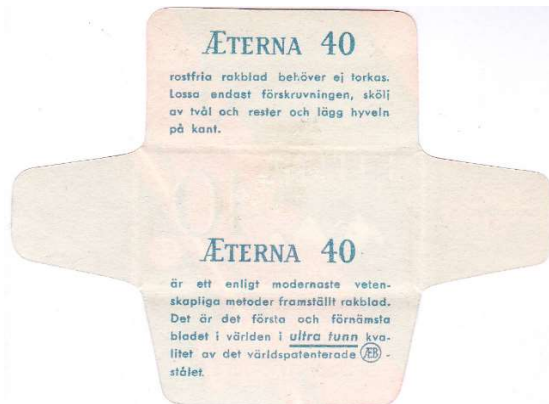 ÆTERNA 40
rostfria rakblad behöver ej torkas.
Lossa endast förskruvningen, skölj
av tvål och rester och lägg hyveln
på kant.
ÆTERNA 40
är ett enligt modernaste veten-
skapliga metoder framställt rakblad.
Det är det första och förnämsta
bladet i världen i ultra tunn kva-
litet av det världspatenterade ÆB -
stålet.